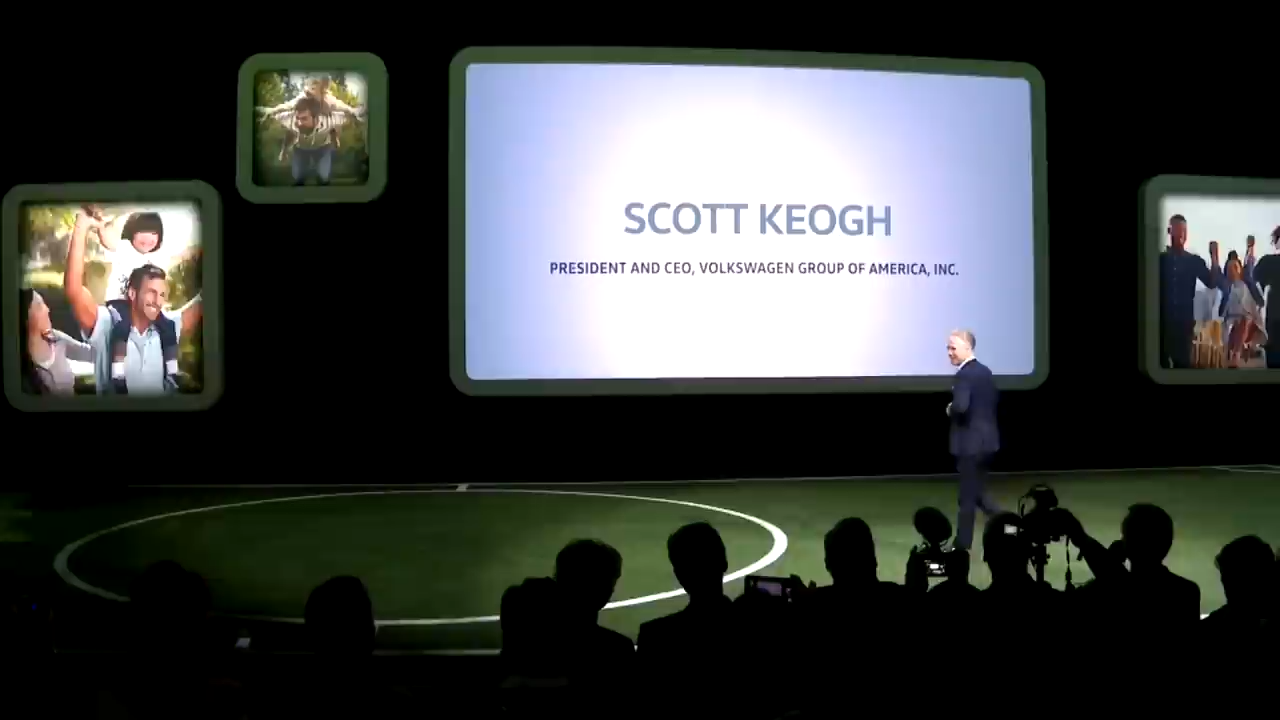 SCOTT KEOGH
PRESIDENT AND CEO, VOLKSWAGEN GROUP OF AMERICA, INC.